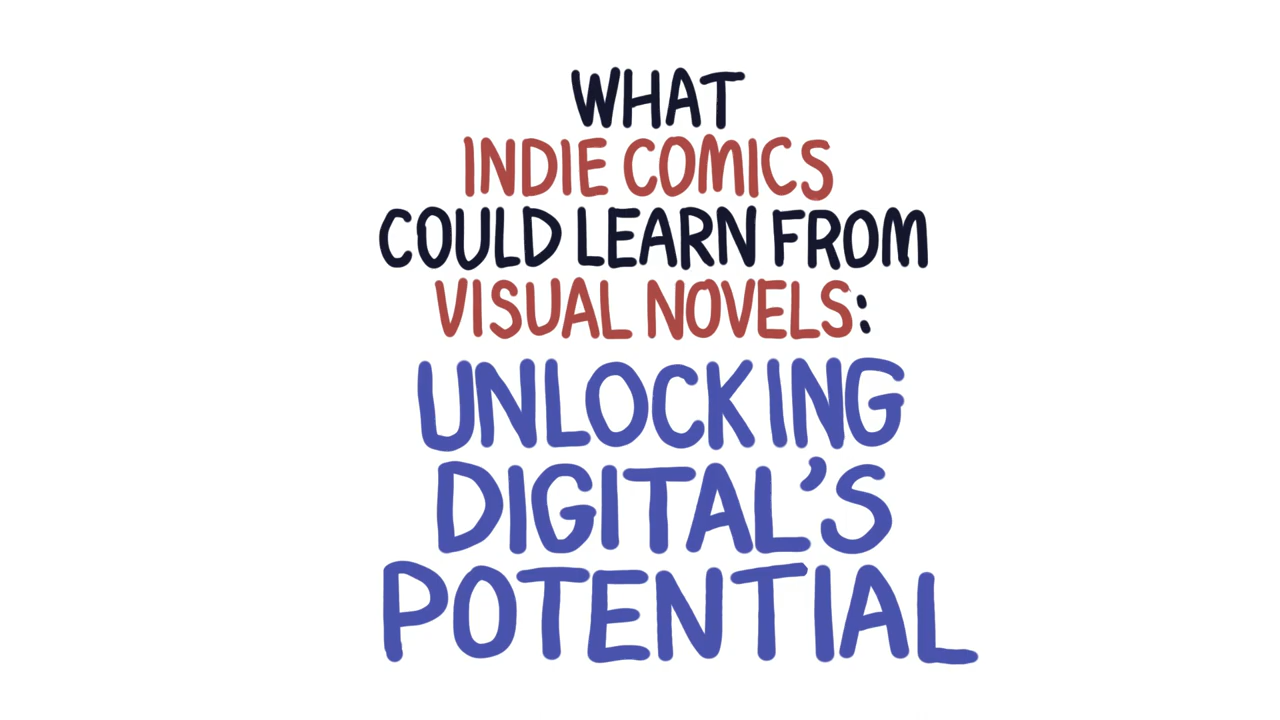 WHAT
INDIE COMICS
COULD LEARN FROM
VISUAL NOVELS:
UNLOCKING
DIGITAL'S
POTENTIAL